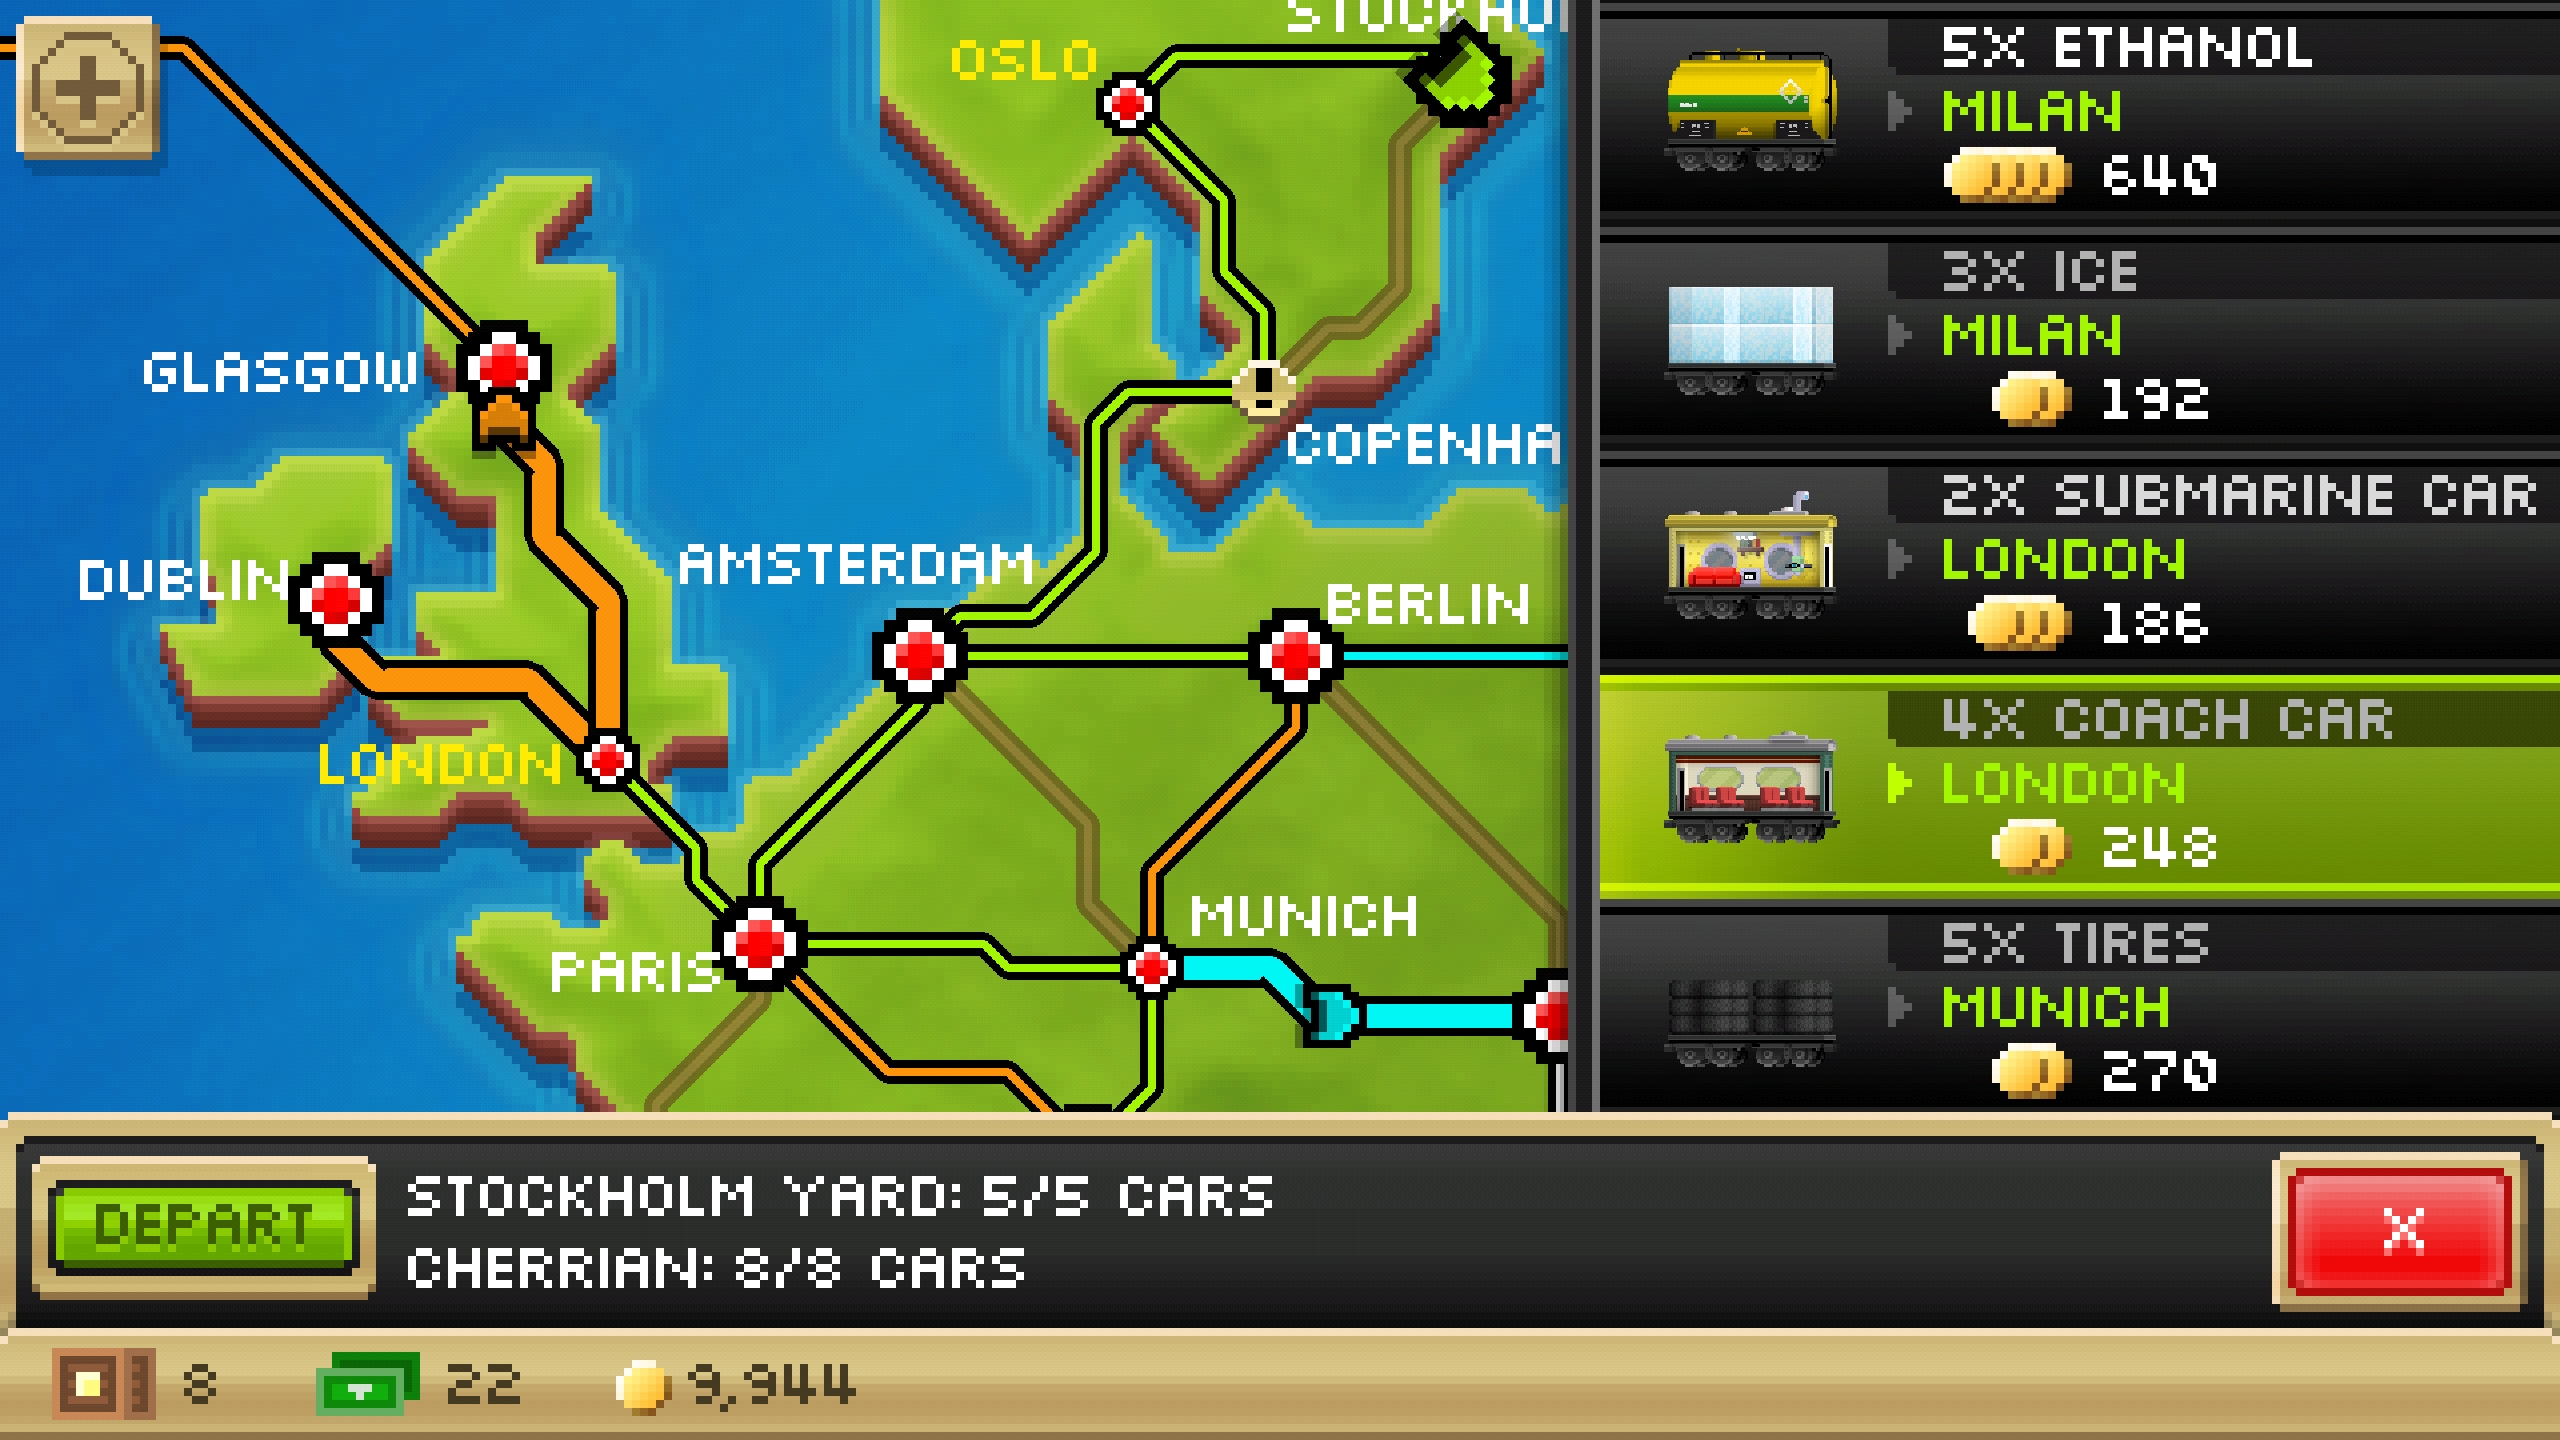 STOCKHOL
OSLO
GLASGOW
COPENHA
DUBLIN
AMSTERDAM
BERLIN
LONDON
MUNICH
PARIS
5X ETHANOL
MILAN
640
3X ICE
MILAN
192
2X SUBMARINE CAR
LONDON
186
4X COACH CAR
LONDON
248
5X TIRES
MUNICH
270
DEPART
STOCKHOLM YARD: 5/5 CARS
CHERRIAN: 8/8 CARS
X
8
22
9,944